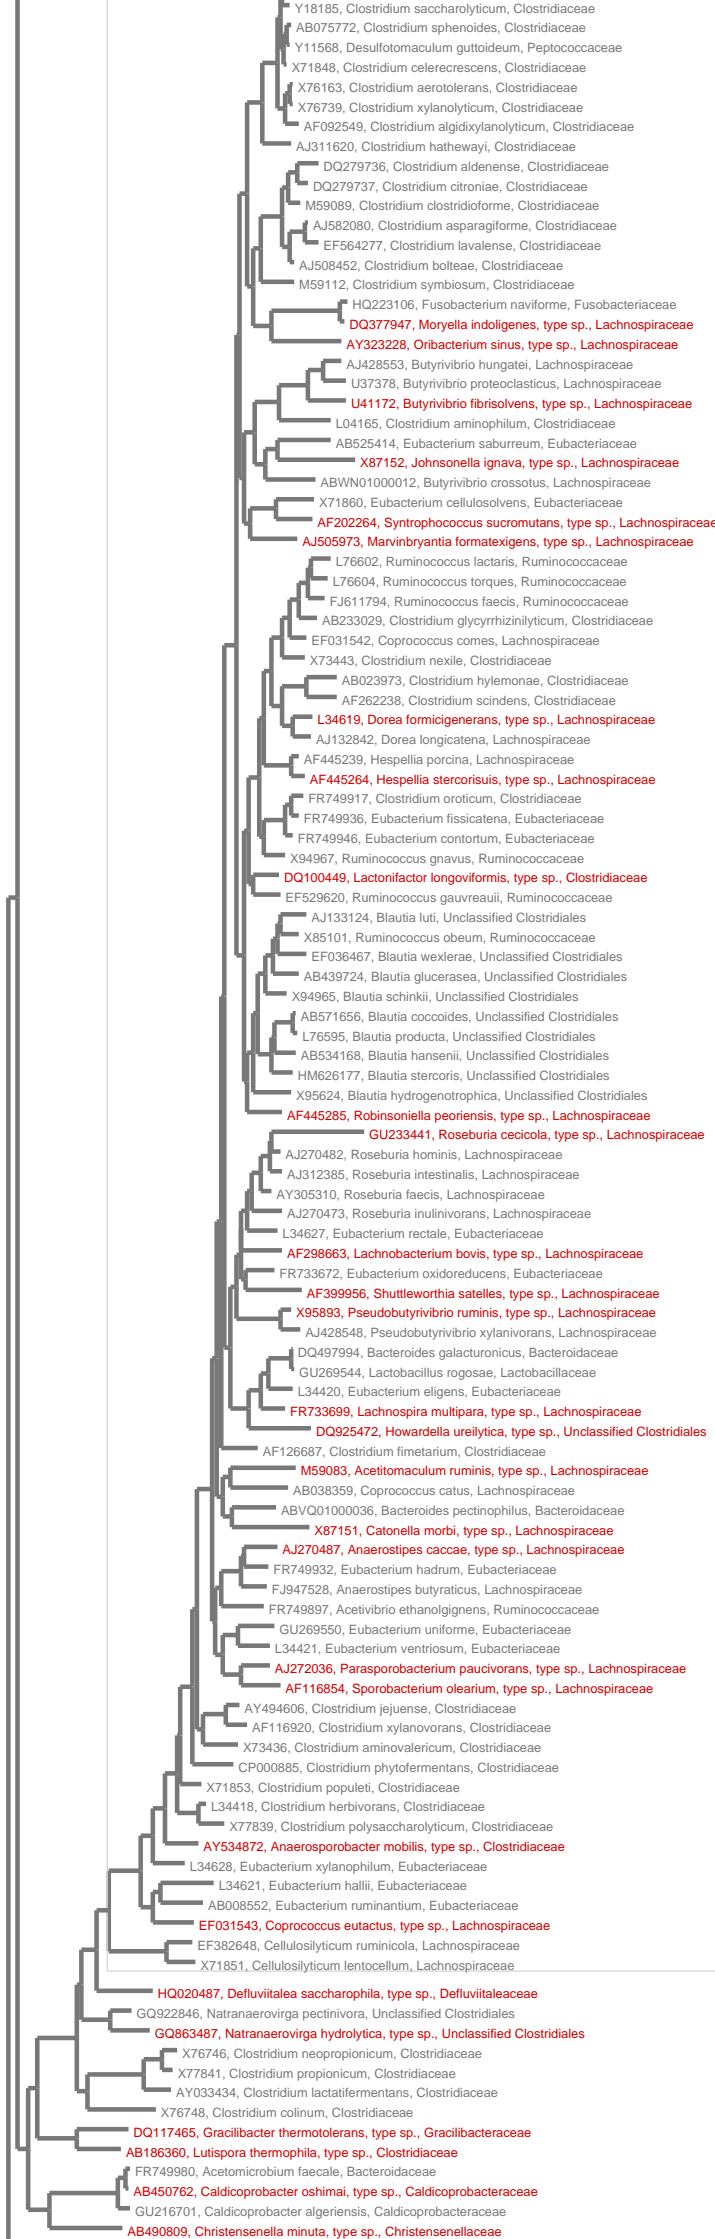 Y18185, Clostridium saccharolyticum, Clostridiaceae
AB075772, Clostridium sphenoides, Clostridiaceae
Y11568, Desulfotomaculum guttoideum, Peptococcaceae
X71848, Clostridium celerecrescens, Clostridiaceae
X76163, Clostridium aerotolerans, Clostridiaceae
X76739, Clostridium xylanolyticum, Clostridiaceae
AF092549, Clostridium algidixylanolyticum, Clostridiaceae
AJ311620, Clostridium hathewayi, Clostridiaceae
DQ279736, Clostridium aldenense, Clostridiaceae
DQ279737, Clostridium citroniae, Clostridiaceae
M59089, Clostridium clostridioforme, Clostridiaceae
AJ582080, Clostridium asparagiforme, Clostridiaceae
EF564277, Clostridium lavalense, Clostridiaceae
AJ508452, Clostridium bolteae, Clostridiaceae
M59112, Clostridium symbiosum, Clostridiaceae
HQ223106, Fusobacterium naviforme, Fusobacteriaceae
DQ377947, Moryella indoligenes, type sp., Lachnospiraceae
AY323228, Oribacterium sinus, type sp., Lachnospiraceae
AJ428553, Butyrivibrio hungatei, Lachnospiraceae
U37378, Butyrivibrio proteoclasticus, Lachnospiraceae
U41172, Butyrivibrio fibrisolvens, type sp., Lachnospiraceae
L04165, Clostridium aminophilum, Clostridiaceae
AB525414, Eubacterium saburreum, Eubacteriaceae
X87152, Johnsonella ignava, type sp., Lachnospiraceae
ABWN01000012, Butyrivibrio crossotus, Lachnospiraceae
X71860, Eubacterium cellulosolvens, Eubacteriaceae
AF202264, Syntrophococcus sucromutans, type sp., Lachnospiraceae
AJ505973, Marvinbryantia formatexigens, type sp., Lachnospiraceae
L76602, Ruminococcus lactaris, Ruminococcaceae
L76604, Ruminococcus torques, Ruminococcaceae
FJ611794, Ruminococcus faecis, Ruminococcaceae
AB233029, Clostridium glycyrrhizinilyticum, Clostridiaceae
EF031542, Coprococcus comes, Lachnospiraceae
X73443, Clostridium nexile, Clostridiaceae
AB023973, Clostridium hylemonae, Clostridiaceae
AF262238, Clostridium scindens, Clostridiaceae
L34619, Dorea formicigenerans, type sp., Lachnospiraceae
AJ132842, Dorea longicatena, Lachnospiraceae
AF445239, Hespellia porcina, Lachnospiraceae
AF445264, Hespellia stercorisuis, type sp., Lachnospiraceae
FR749917, Clostridium oroticum, Clostridiaceae
FR749936, Eubacterium fissicatena, Eubacteriaceae
FR749946, Eubacterium contortum, Eubacteriaceae
X94967, Ruminococcus gnavus, Ruminococcaceae
DQ100449, Lactonifactor longoviformis, type sp., Clostridiaceae
EF529620, Ruminococcus gauvreauii, Ruminococcaceae
AJ133124, Blautia luti, Unclassified Clostridiales
X85101, Ruminococcus obeum, Ruminococcaceae
EF036467, Blautia wexlerae, Unclassified Clostridiales
AB439724, Blautia glucerasea, Unclassified Clostridiales
X94965, Blautia schinkii, Unclassified Clostridiales
AB571656, Blautia coccoides, Unclassified Clostridiales
L76595, Blautia producta, Unclassified Clostridiales
AB534168, Blautia hansenii, Unclassified Clostridiales
HM626177, Blautia stercoris, Unclassified Clostridiales
X95624, Blautia hydrogenotrophica, Unclassified Clostridiales
AF445285, Robinsoniella peoriensis, type sp., Lachnospiraceae
GU233441, Roseburia cecicola, type sp., Lachnospiraceae
AJ270482, Roseburia hominis, Lachnospiraceae
AJ312385, Roseburia intestinalis, Lachnospiraceae
AY305310, Roseburia faecis, Lachnospiraceae
AJ270473, Roseburia inulinivorans, Lachnospiraceae
L34627, Eubacterium rectale, Eubacteriaceae
AF298663, Lachnobacterium bovis, type sp., Lachnospiraceae
FR733672, Eubacterium oxidoreducens, Eubacteriaceae
AF399956, Shuttleworthia satelles, type sp., Lachnospiraceae
X95893, Pseudobutyrivibrio ruminis, type sp., Lachnospiraceae
AJ428548, Pseudobutyrivibrio xylanivorans, Lachnospiraceae
DQ497994, Bacteroides galacturonicus, Bacteroidaceae
GU269544, Lactobacillus rogosae, Lactobacillaceae
L34420, Eubacterium eligens, Eubacteriaceae
FR733699, Lachnospira multipara, type sp., Lachnospiraceae
DQ925472, Howardella ureilytica, type sp., Unclassified Clostridiales
AF126687, Clostridium fimetarium, Clostridiaceae
M59083, Acetitomaculum ruminis, type sp., Lachnospiraceae
AB038359, Coprococcus catus, Lachnospiraceae
ABVQ01000036, Bacteroides pectinophilus, Bacteroidaceae
X87151, Catonella morbi, type sp., Lachnospiraceae
AJ270487, Anaerostipes caccae, type sp., Lachnospiraceae
FR749932, Eubacterium hadrum, Eubacteriaceae
FJ947528, Anaerostipes butyraticus, Lachnospiraceae
FR749897, Acetivibrio ethanolgignens, Ruminococcaceae
GU269550, Eubacterium uniforme, Eubacteriaceae
L34421, Eubacterium ventriosum, Eubacteriaceae
AJ272036, Parasporobacterium paucivorans, type sp., Lachnospiraceae
AF116854, Sporobacterium olearium, type sp., Lachnospiraceae
AY494606, Clostridium jejuense, Clostridiaceae
AF116920, Clostridium xylanovorans, Clostridiaceae
X73436, Clostridium aminovalericum, Clostridiaceae
CP000885, Clostridium phytofermentans, Clostridiaceae
X71853, Clostridium populeti, Clostridiaceae
L34418, Clostridium herbivorans, Clostridiaceae
X77839, Clostridium polysaccharolyticum, Clostridiaceae
AY534872, Anaerosporobacter mobilis, type sp., Clostridiaceae
L34628, Eubacterium xylanophilum, Eubacteriaceae
L34621, Eubacterium hallii, Eubacteriaceae
AB008552, Eubacterium ruminantium, Eubacteriaceae
EF031543, Coprococcus eutactus, type sp., Lachnospiraceae
EF382648, Cellulosilyticum ruminicola, Lachnospiraceae
X71851, Cellulosilyticum lentocellum, Lachnospiraceae
HQ020487, Defluviitalea saccharophila, type sp., Defluviitaleaceae
GQ922846, Natranaerovirga pectinivora, Unclassified Clostridiales
GQ863487, Natranaerovirga hydrolytica, type sp., Unclassified Clostridiales
X76746, Clostridium neopropionicum, Clostridiaceae
X77841, Clostridium propionicum, Clostridiaceae
AY033434, Clostridium lactatifermentans, Clostridiaceae
X76748, Clostridium colinum, Clostridiaceae
DQ117465, Gracilibacter thermotolerans, type sp., Gracilibacteraceae
AB186360, Lutispora thermophila, type sp., Clostridiaceae
FR749980, Acetomicrobium faecale, Bacteroidaceae
AB450762, Caldicoprobacter oshimai, type sp., Caldicoprobacteraceae
GU216701, Caldicoprobacter algeriensis, Caldicoprobacteraceae
AB490809, Christensenella minuta, type sp., Christensenellaceae